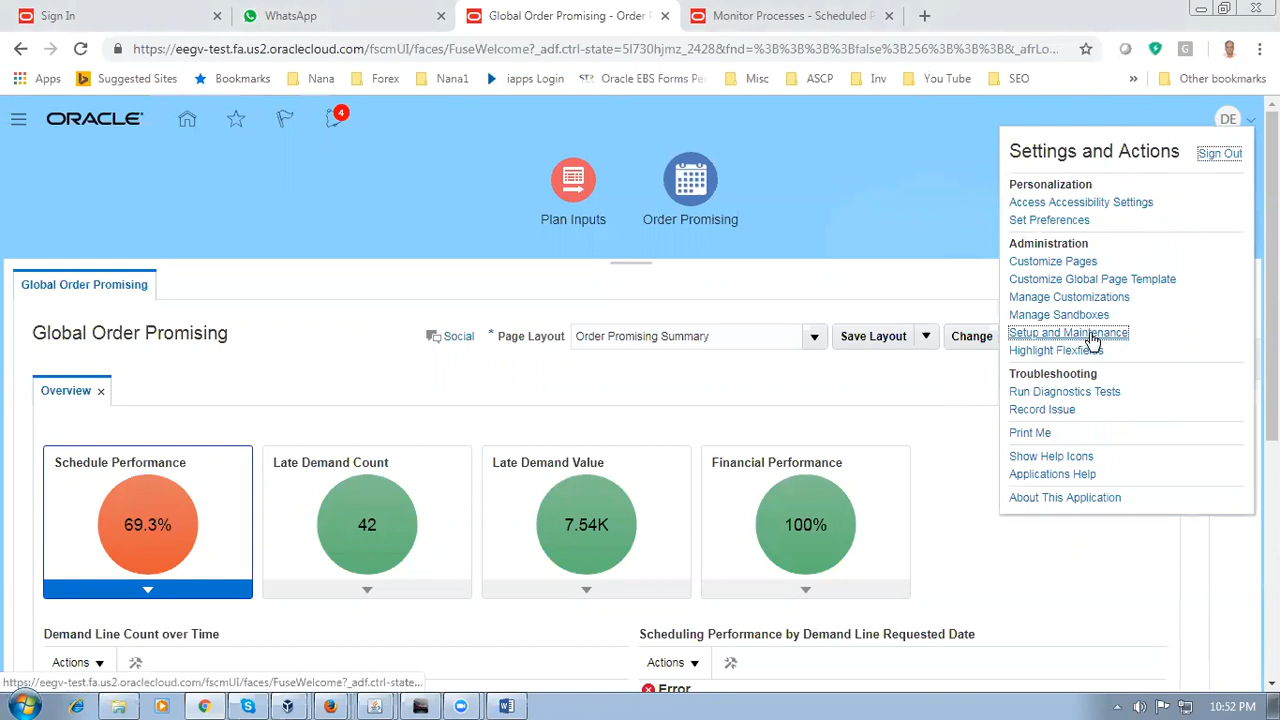 Sign In
WhatsApp
Global Order Promising - Order
Monitor Processes - Scheduled P
https://eegv-test.fa.us2.oraclecloud.com/fscmUI/faces/FuseWelcome?_adf.ctrl-state=5l730hjmz_2428&fnd=%3B%3B%3B%3Bfalse%3B256%3B%3B%3B&_afrLo...
Apps
Suggested Sites
Bookmarks
Nana
Forex
Nana1
iapps Login
Oracle EBS Forms Pe
Misc
ASCP
Inv
You Tube
SEO
»
Other bookmarks
ORACLE
4
DE
Settings and Actions
Sign Out
Personalization
Access Accessibility Settings
Set Preferences
Administration
Customize Pages
Customize Global Page Template
Manage Customizations
Manage Sandboxes
Setup and Maintenance
Highlight Flexfields
Troubleshooting
Run Diagnostics Tests
Record Issue
Print Me
Show Help Icons
Applications Help
About This Application
Plan Inputs
Order Promising
Global Order Promising
Global Order Promising
Social
* Page Layout
Order Promising Summary
Save Layout
Change
Overview
Schedule Performance
69.3%
Late Demand Count
42
Late Demand Value
7.54K
Financial Performance
100%
Demand Line Count over Time
Actions
Scheduling Performance by Demand Line Requested Date
Actions
Error
https://eegv-test.fa.us2.oraclecloud.com/fscmUI/faces/FuseWelcome?_adf.ctrl-state...
10:52 PM